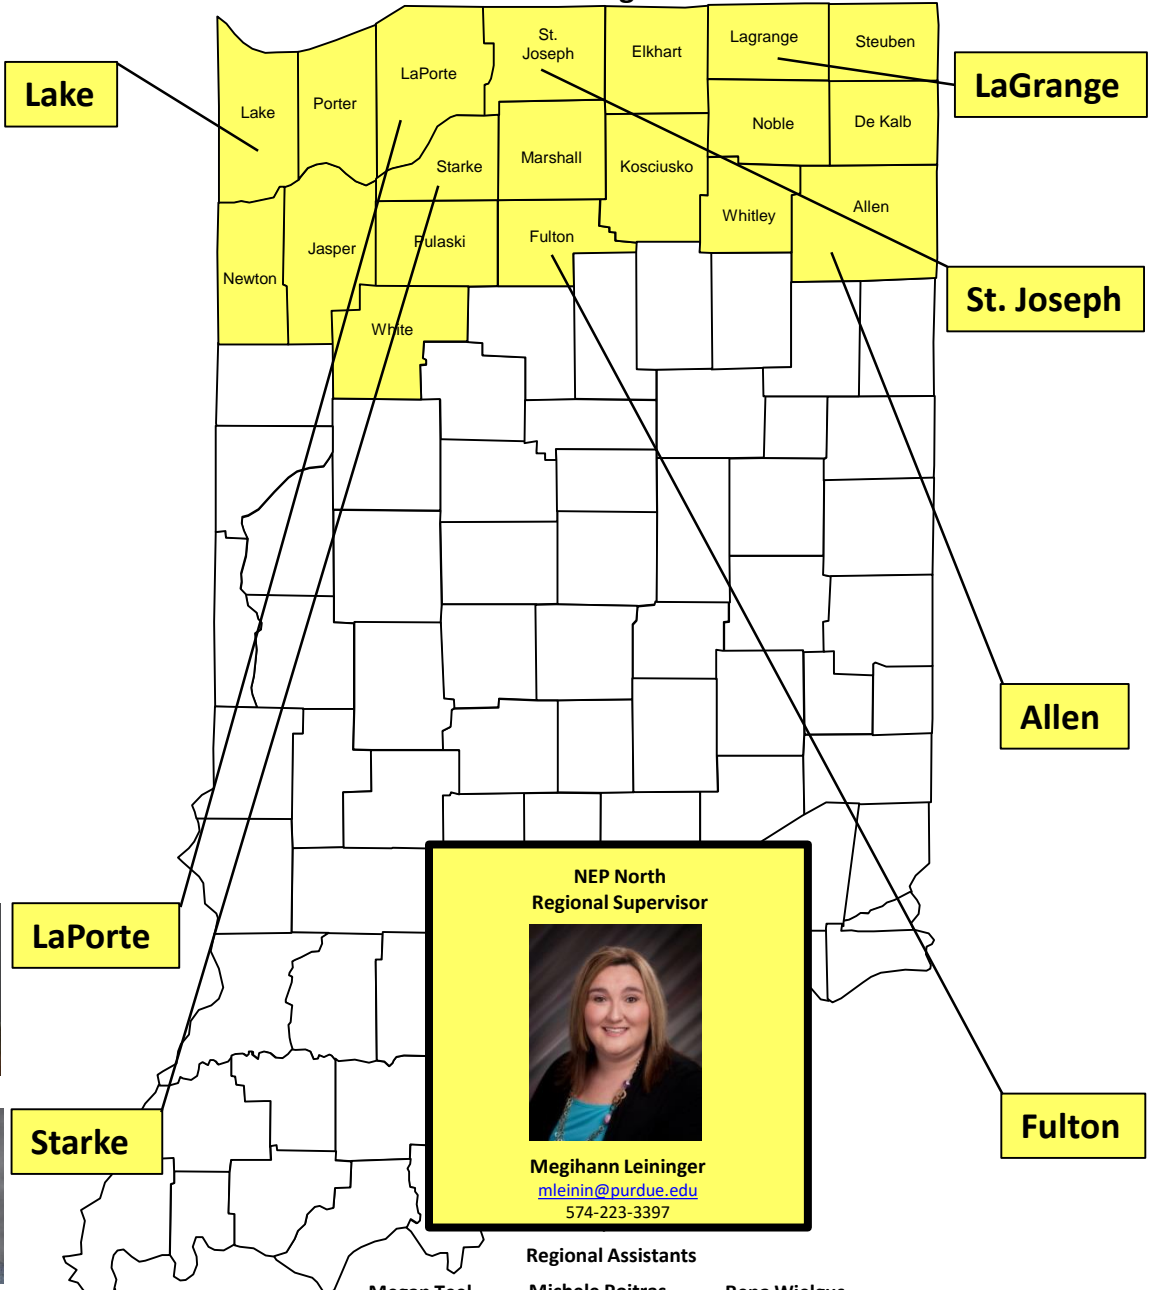 St.
Joseph
Elkhart
Lagrange
Steuben
LaPorte
Lake
Porter
Noble
De Kalb
Starke
Marshall
Kosciusko
Whitley
Allen
Newton
Jasper
Pulaski
Fulton
White
Lake
LaGrange
St. Joseph
Allen
LaPorte
Starke
Fulton
NEP North
Regional Supervisor
Megihann Leininger
mleinin@purdue.edu
574-223-3397
Regional Assistants